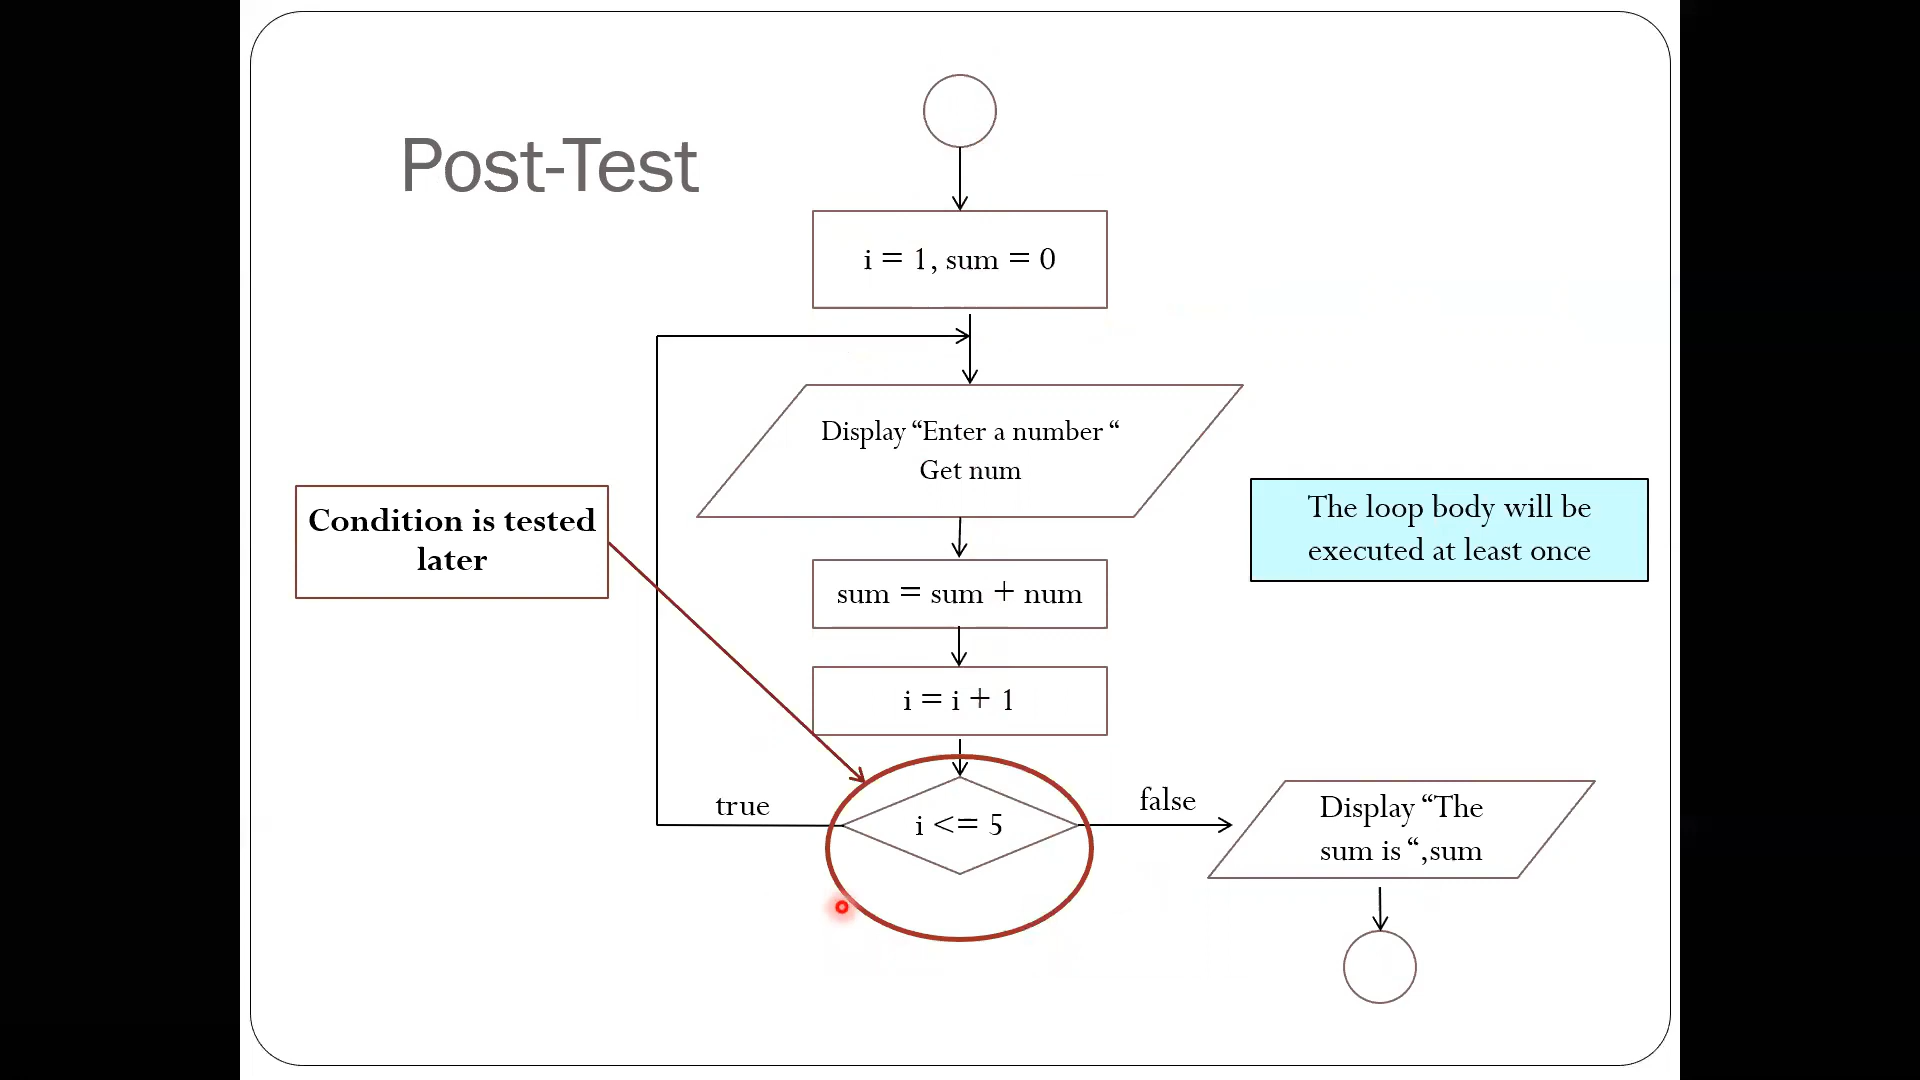 Post-Test
i = 1, sum = 0
Display “Enter a number “
Get num
Condition is tested
later
The loop body will be
executed at least once
sum = sum + num
i = i + 1
true
i <= 5
false
Display “The
sum is “,sum